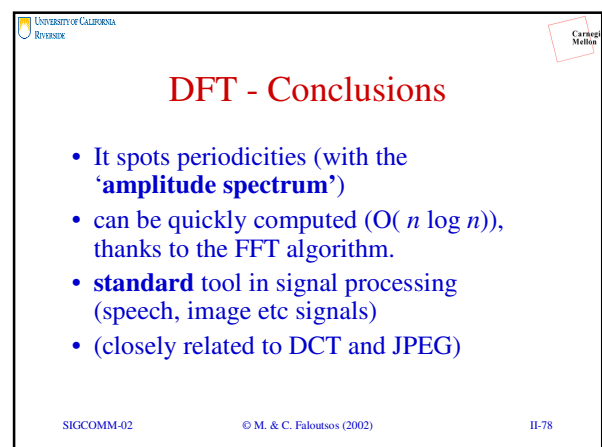 UNIVERSITY OF CALIFORNIA
RIVERSIDE
Carnegi
Mellon
DFT - Conclusions
• It spots periodicities (with the
‘amplitude spectrum’)
• can be quickly computed (O( n log n)),
thanks to the FFT algorithm.
• standard tool in signal processing
(speech, image etc signals)
• (closely related to DCT and JPEG)
SIGCOMM-02 © M. & C. Faloutsos (2002) II-78